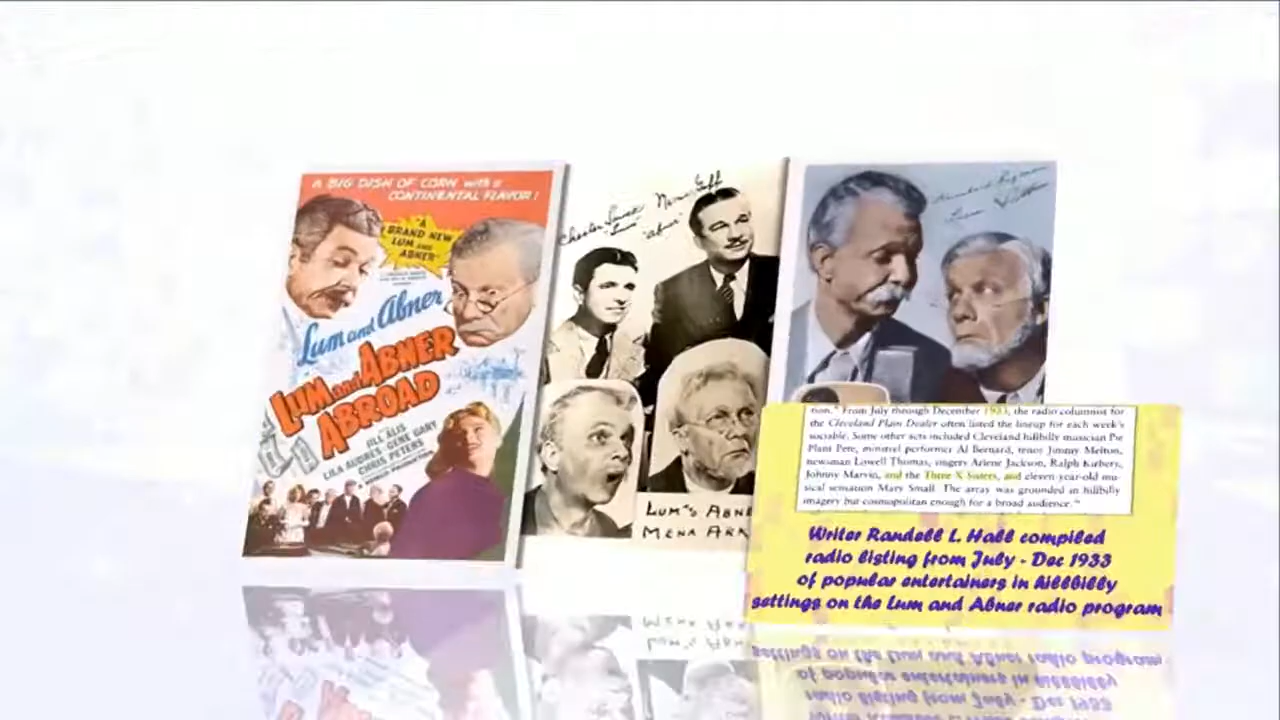 A BIG DISH OF CORN with a
CONTINENTAL FLAVOR!
"A
BRAND NEW
LUM AND
ABNER"
Lum and Abner
LUM and ABNER
ABROAD
JILL ALIS
LILA AUDRES · GENE GARY
CHRIS PETERS
Chester Lauck Norris Goff
"Lum" "Abner"
LUM & ABNE
MENA ARK
tion." From July through December 1933, the radio columnist for
the Cleveland Plain Dealer often listed the lineup for each week's
sociable. Some other acts included Cleveland hillbilly musician Pie
Plant Pete, minstrel performer Al Bernard, tenor Jimmy Melton,
newsman Lowell Thomas, singers Arlene Jackson, Ralph Kirbery,
Johnny Marvin, and the Three X Sisters, and eleven-year-old mu-
sical sensation Mary Small. The array was grounded in hillbilly
imagery but cosmopolitan enough for a broad audience."
Writer Randell L. Hall compiled
radio listing from July - Dec 1933
of popular entertainers in hillbilly
settings on the Lum and Abner radio program